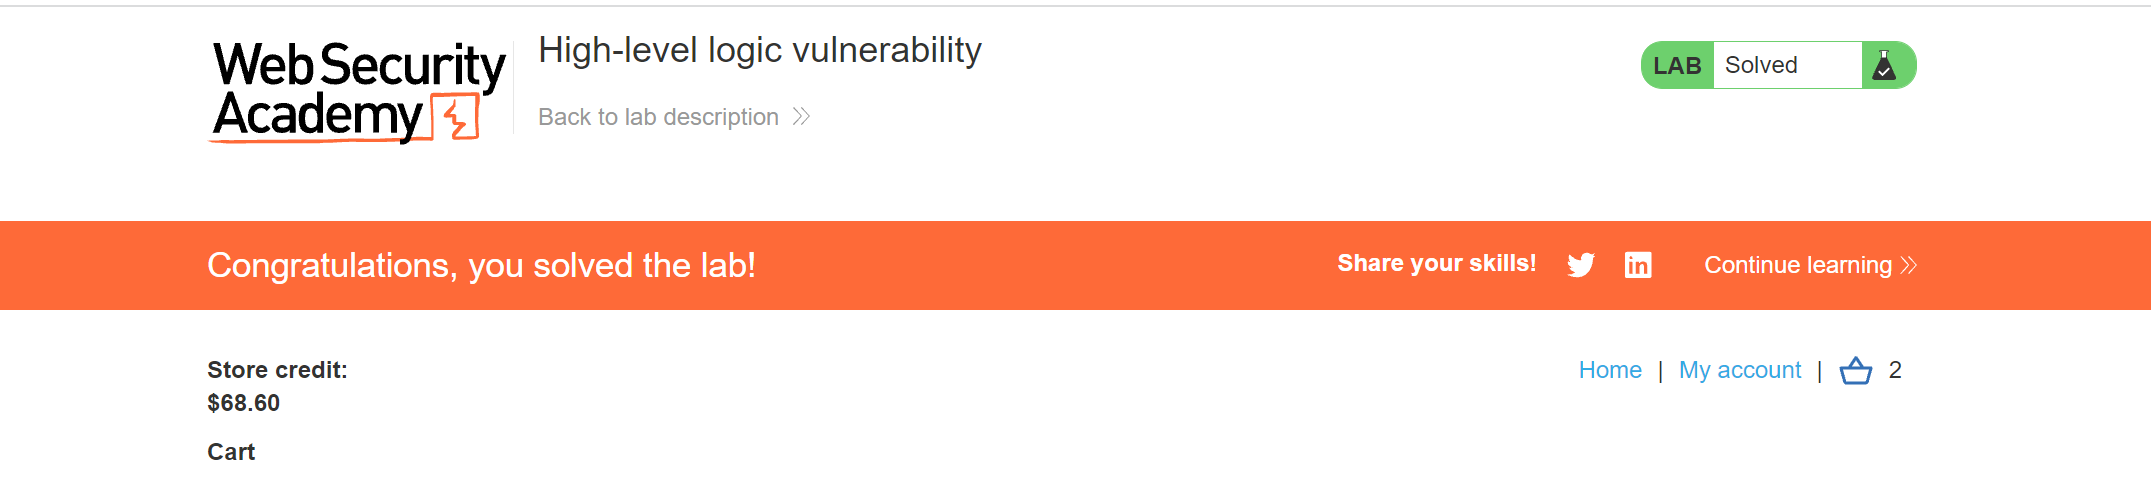 Web Security
Academy
High-level logic vulnerability
Back to lab description
LAB Solved
Congratulations, you solved the lab!
Share your skills!
in
Continue learning
Store credit:
$68.60
Home | My account | 2
Cart